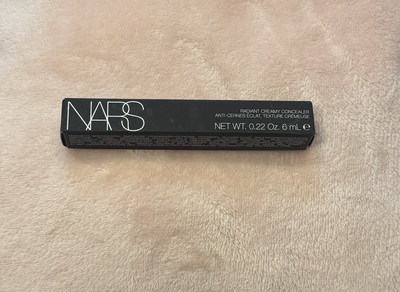 NARS
RADIANT CREAMY CONCEALER
ANTI-CERNES ÉCLAT, TEXTURE CRÉMEUSE
NET WT. 0.22 Oz. 6 mL ℮